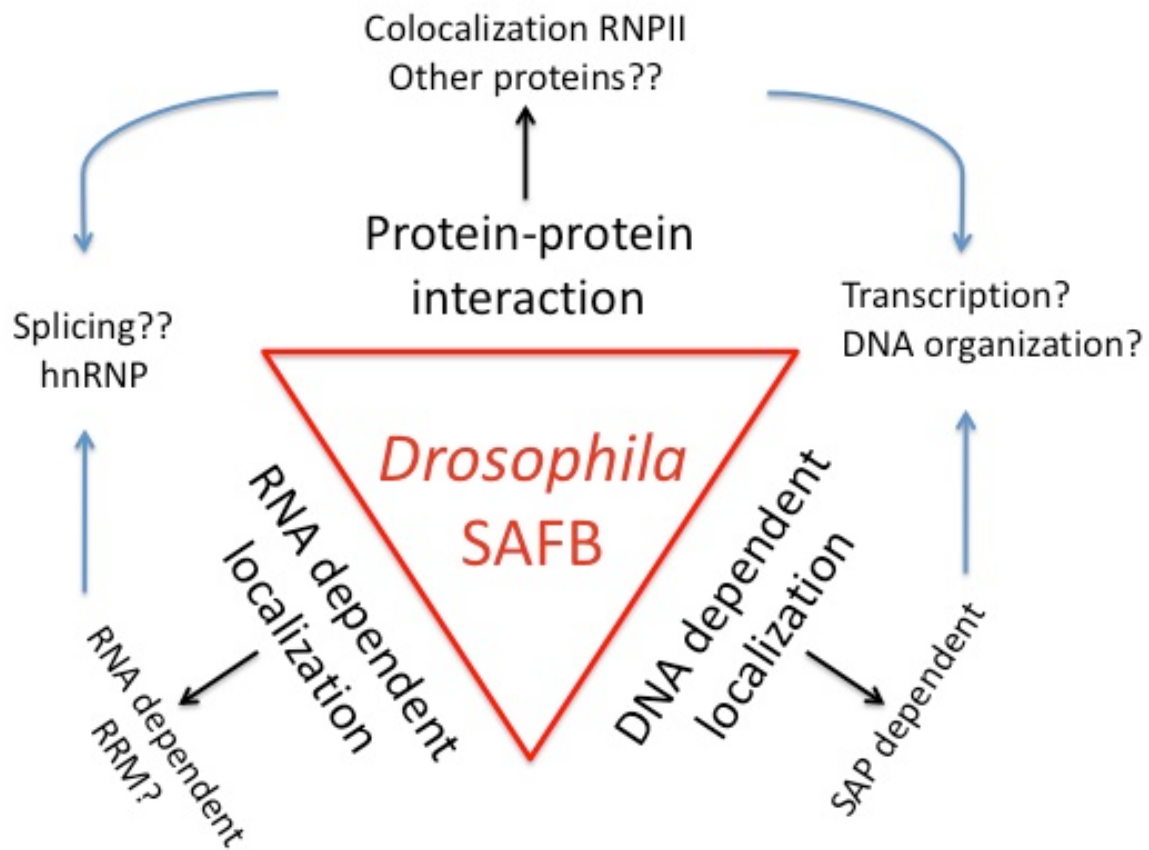 Colocalization RNPII
Other proteins??
Protein-protein
interaction
Splicing??
hnRNP
Transcription?
DNA organization?
Drosophila
SAFB
RNA dependent
localization
DNA dependent
localization
RNA dependent
RRM?
SAP dependent